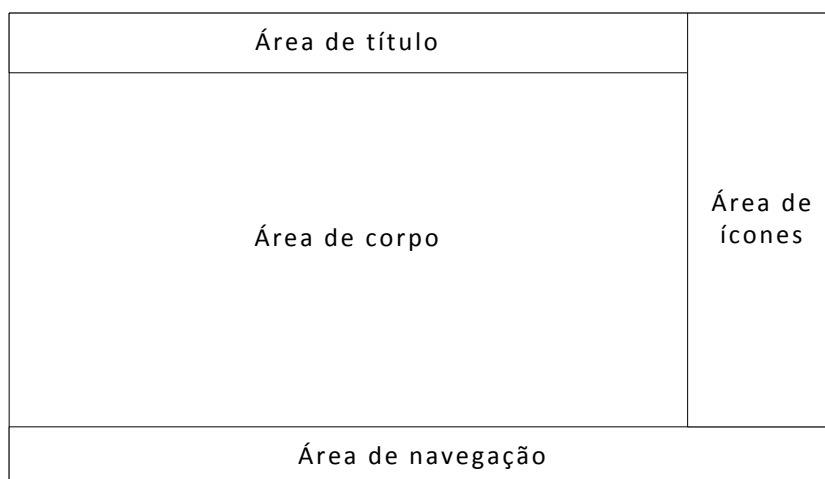 Área de título
Área de corpo
Área de
ícones
Área de navegação